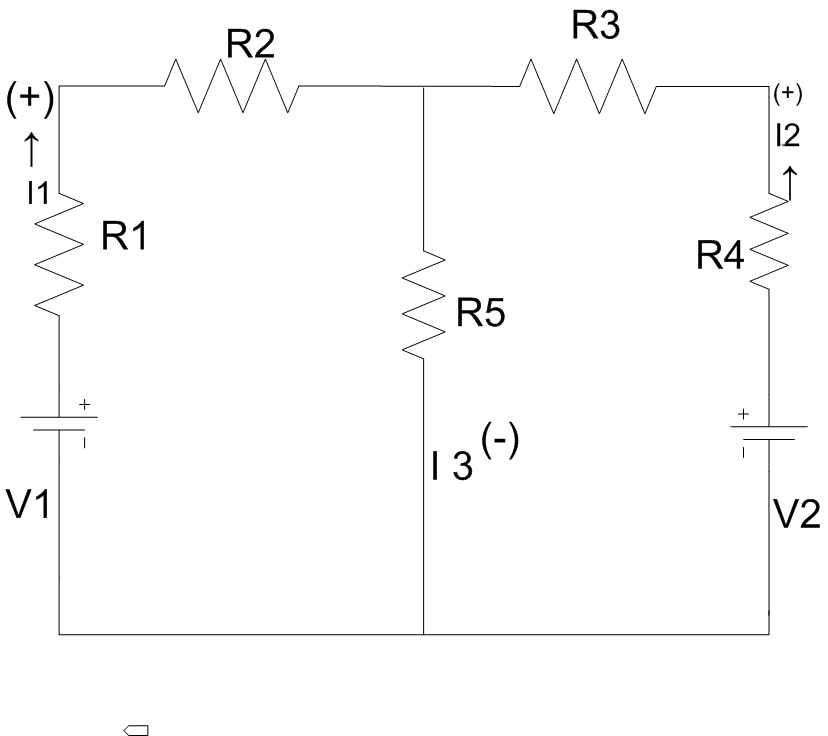 R2
R3
(+)
(+)
I2
I1
R1
R4
R5
+
-
+
-
I 3 (-)
V1
V2